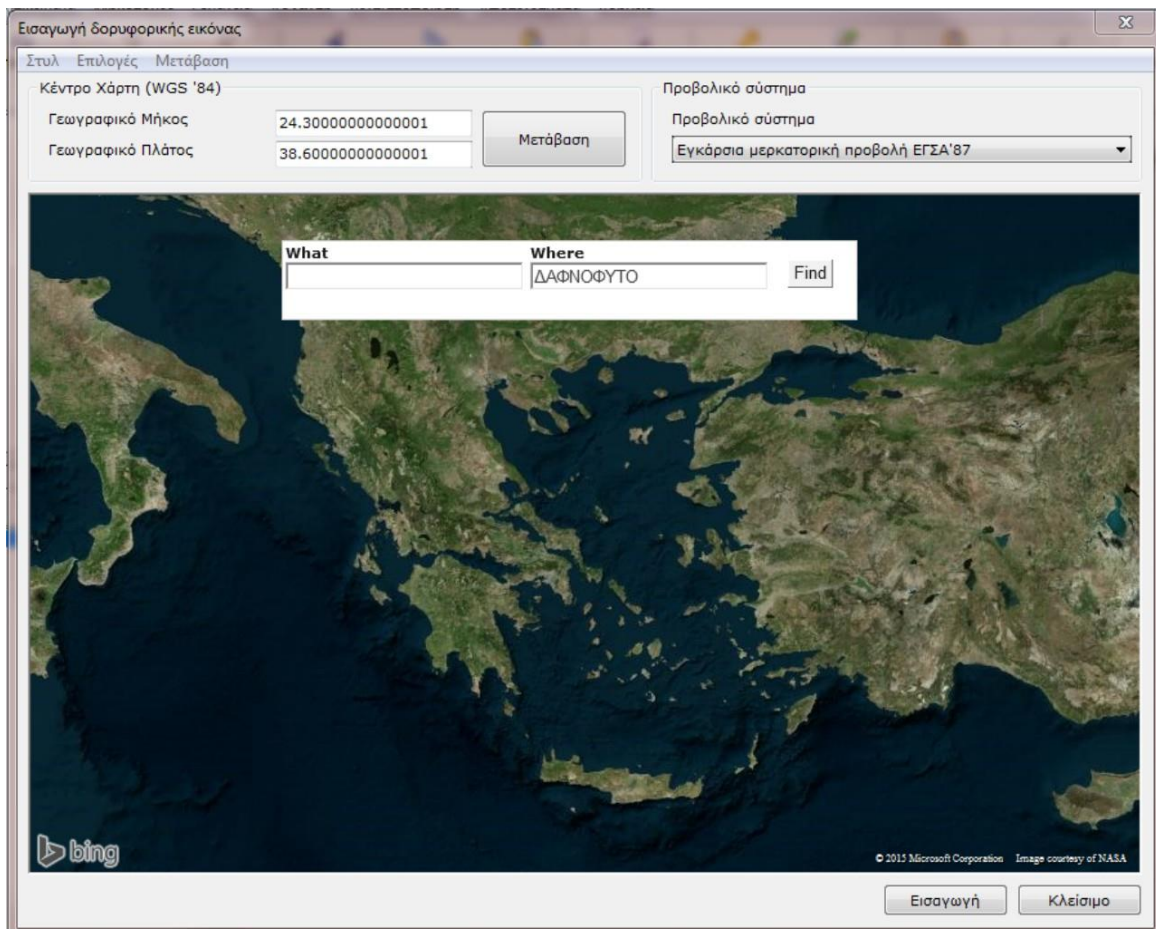 Εισαγωγή δορυφορικής εικόνας
Στυλ Επιλογές Μετάβαση
Κέντρο Χάρτη (WGS '84)
Γεωγραφικό Μήκος 24.30000000000001
Γεωγραφικό Πλάτος 38.60000000000001
Μετάβαση
Προβολικό σύστημα
Προβολικό σύστημα
Εγκάρσια μερκατορική προβολή ΕΓΣΑ'87
What Where
ΔΑΦΝΟΦΥΤΟ Find
bing
© 2015 Microsoft Corporation Image courtesy of NASA
Εισαγωγή Κλείσιμο